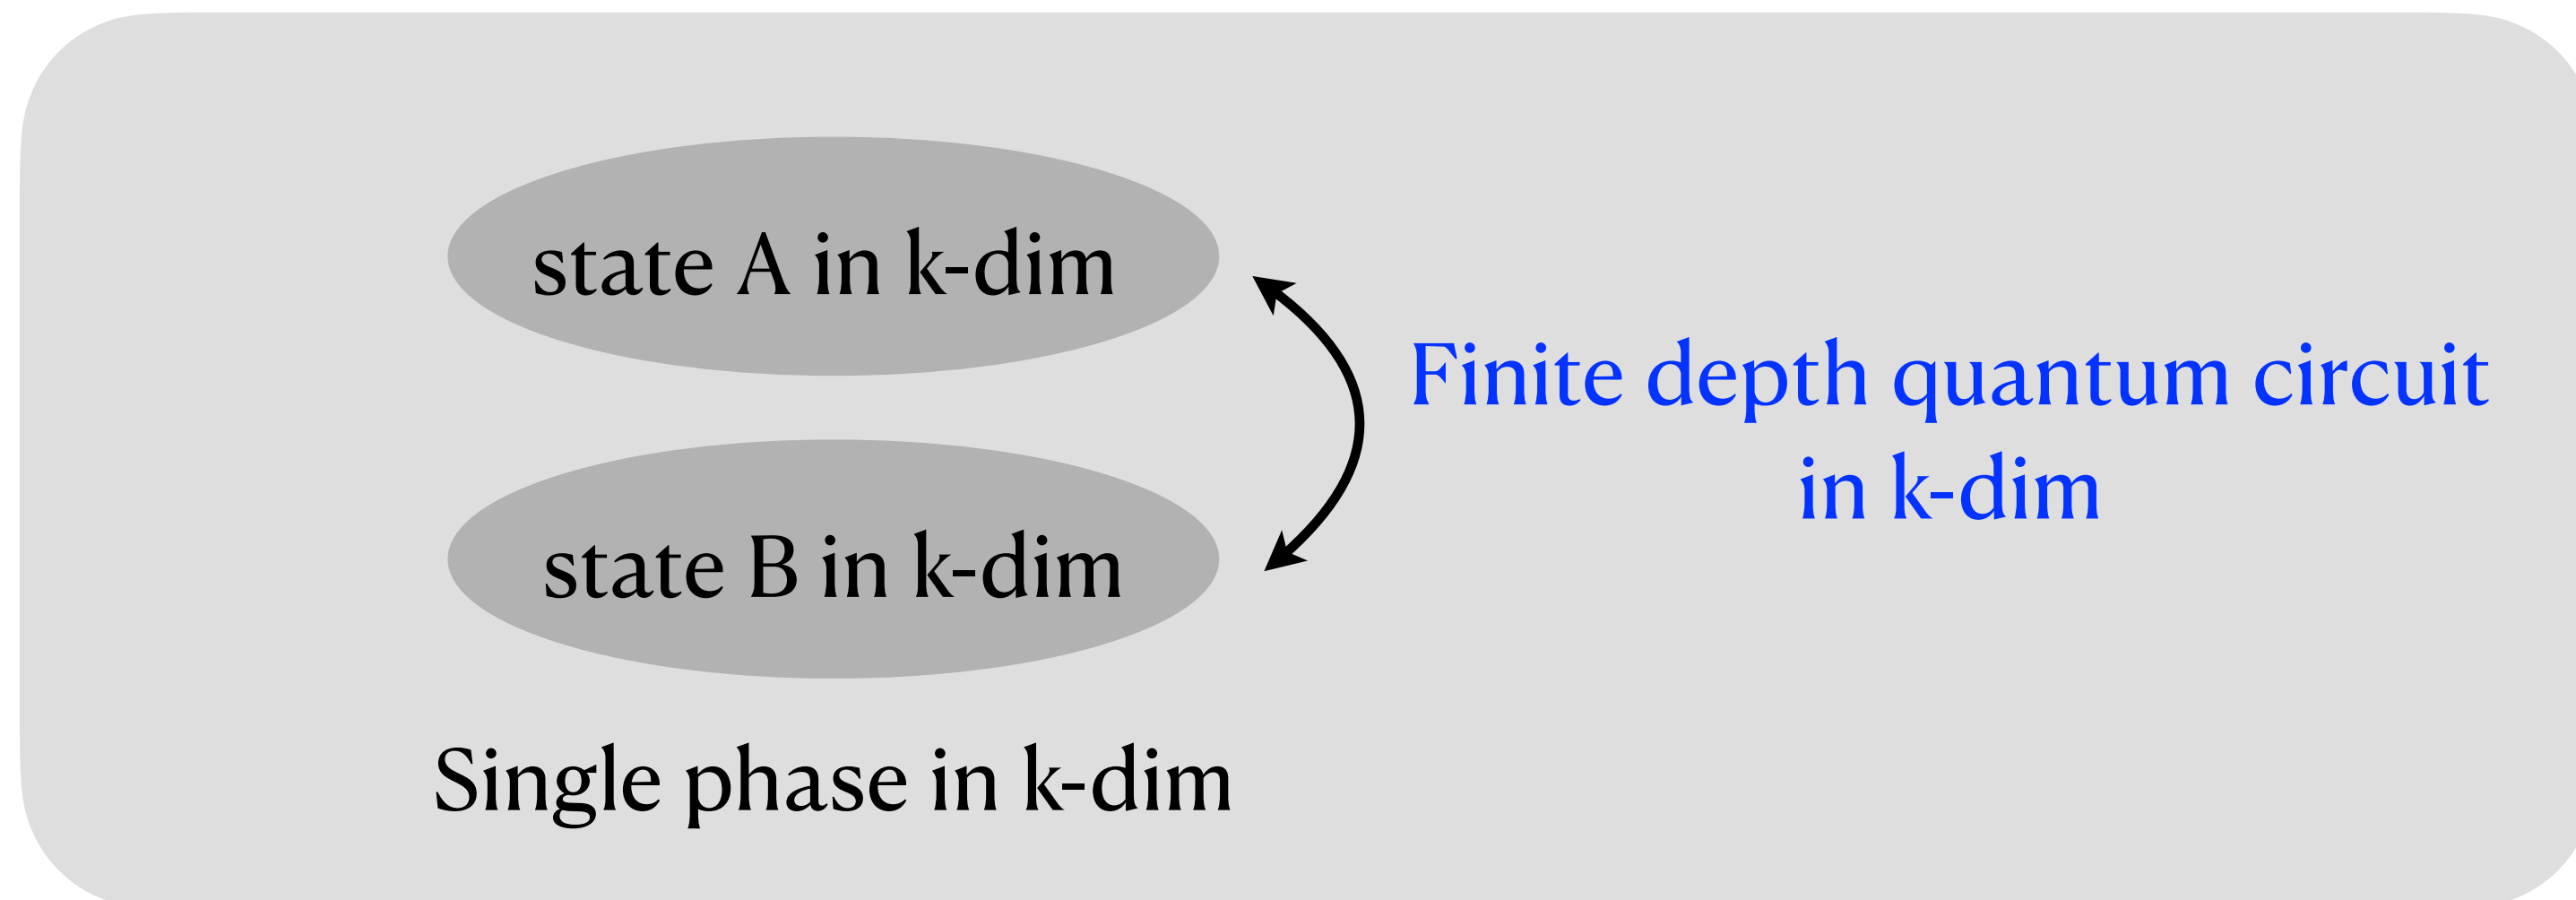 state A in k-dim
Finite depth quantum circuit
in k-dim
state B in k-dim
Single phase in k-dim